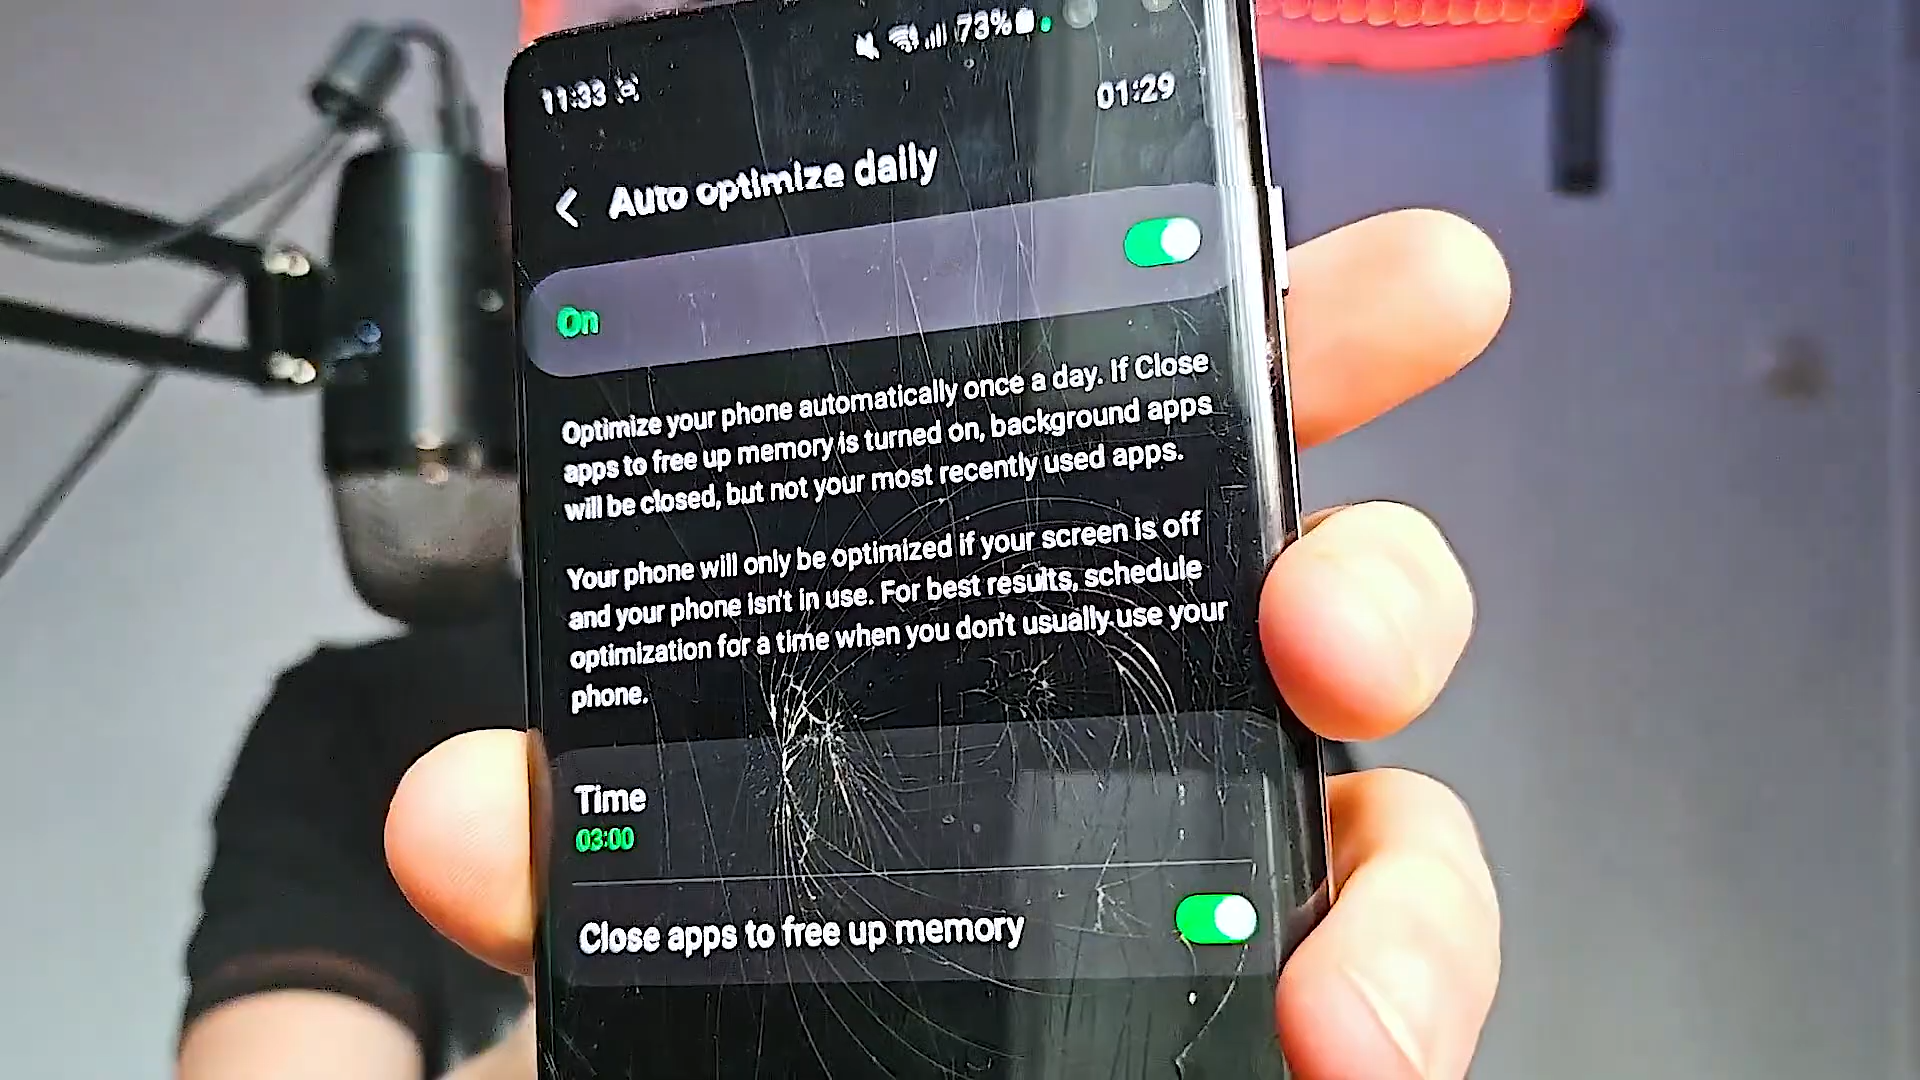 73%
11:33
01:29
Auto optimize daily
On
Optimize your phone automatically once a day. If Close
apps to free up memory is turned on, background apps
will be closed, but not your most recently used apps.
Your phone will only be optimized if your screen is off
and your phone isn't in use. For best results, schedule
optimization for a time when you don't usually use your
phone.
Time
03:00
Close apps to free up memory